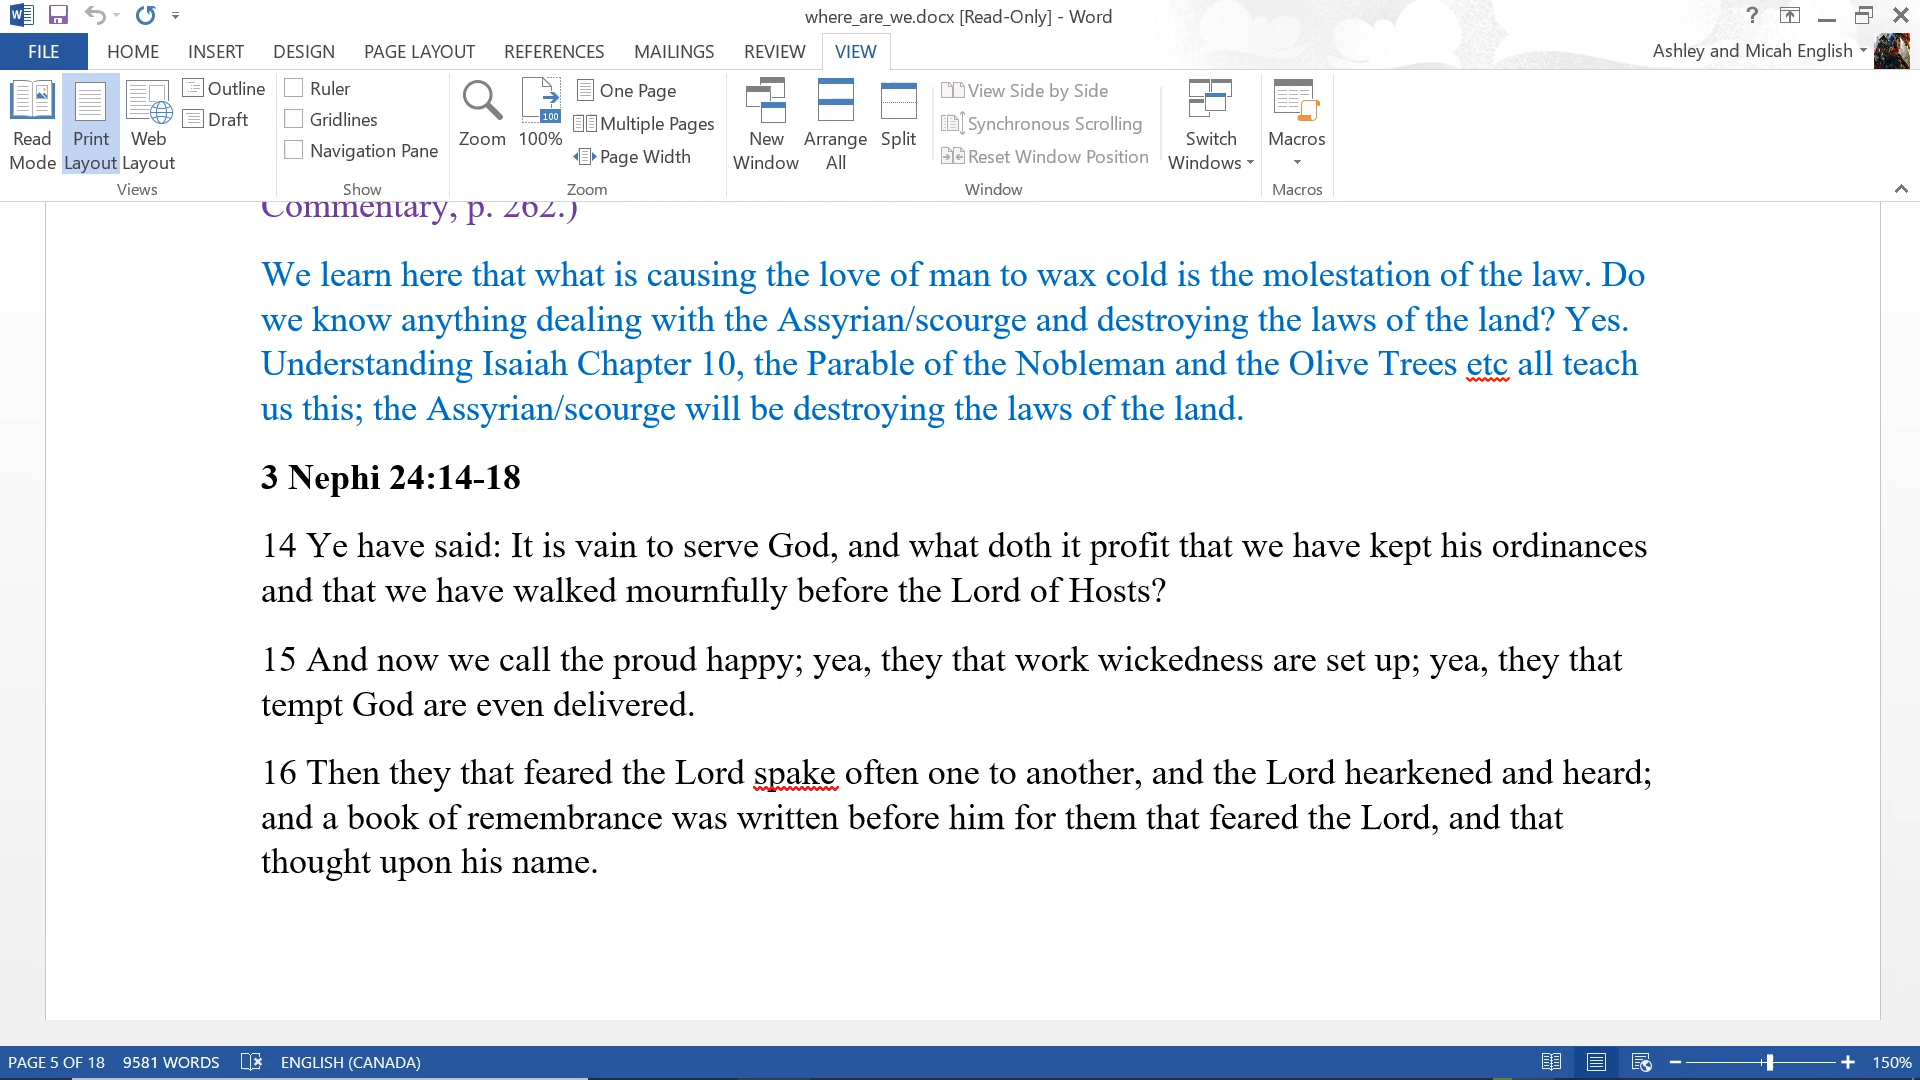 where_are_we.docx [Read-Only] - Word
?
FILE HOME INSERT DESIGN PAGE LAYOUT REFERENCES MAILINGS REVIEW VIEW Ashley and Micah English
Read Mode
Print Layout
Web Layout
Outline
Draft
Views
Ruler
Gridlines
Navigation Pane
Show
Zoom
100
100%
One Page
Multiple Pages
Page Width
Zoom
New Window
Arrange All
Split
View Side by Side
Synchronous Scrolling
Reset Window Position
Switch Windows
Window
Macros
Macros
Commentary, p. 262.)
We learn here that what is causing the love of man to wax cold is the molestation of the law. Do
we know anything dealing with the Assyrian/scourge and destroying the laws of the land? Yes.
Understanding Isaiah Chapter 10, the Parable of the Nobleman and the Olive Trees etc all teach
us this; the Assyrian/scourge will be destroying the laws of the land.
3 Nephi 24:14-18
14 Ye have said: It is vain to serve God, and what doth it profit that we have kept his ordinances
and that we have walked mournfully before the Lord of Hosts?
15 And now we call the proud happy; yea, they that work wickedness are set up; yea, they that
tempt God are even delivered.
16 Then they that feared the Lord spake often one to another, and the Lord hearkened and heard;
and a book of remembrance was written before him for them that feared the Lord, and that
thought upon his name.
PAGE 5 OF 18 9581 WORDS ENGLISH (CANADA) 150%